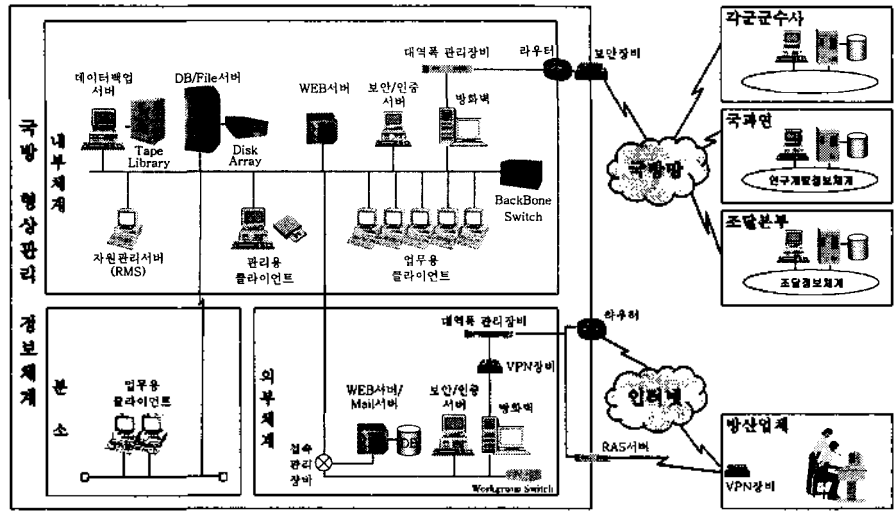 국방 형상관리 정보체계
내부체계
데이터백업
서버
Tape
Library
DB/File서버
Disk
Array
WEB서버
보안/인증
서버
대역폭 관리장비
방화벽
라우터
보안장비
BackBone
Switch
자원관리서버
(RMS)
관리용
클라이언트
업무용
클라이언트
국방망
각군군수사
국과연
연구개발정보체계
조달본부
조달정보체계
분소
업무용
클라이언트
외부체계
접속
관리
장비
WEB서버/
Mail서버
DB
보안/인증
서버
대역폭 관리장비
VPN장비
방화벽
Workgroup Switch
라우터
인터넷
RAS서버
방산업체
VPN장비